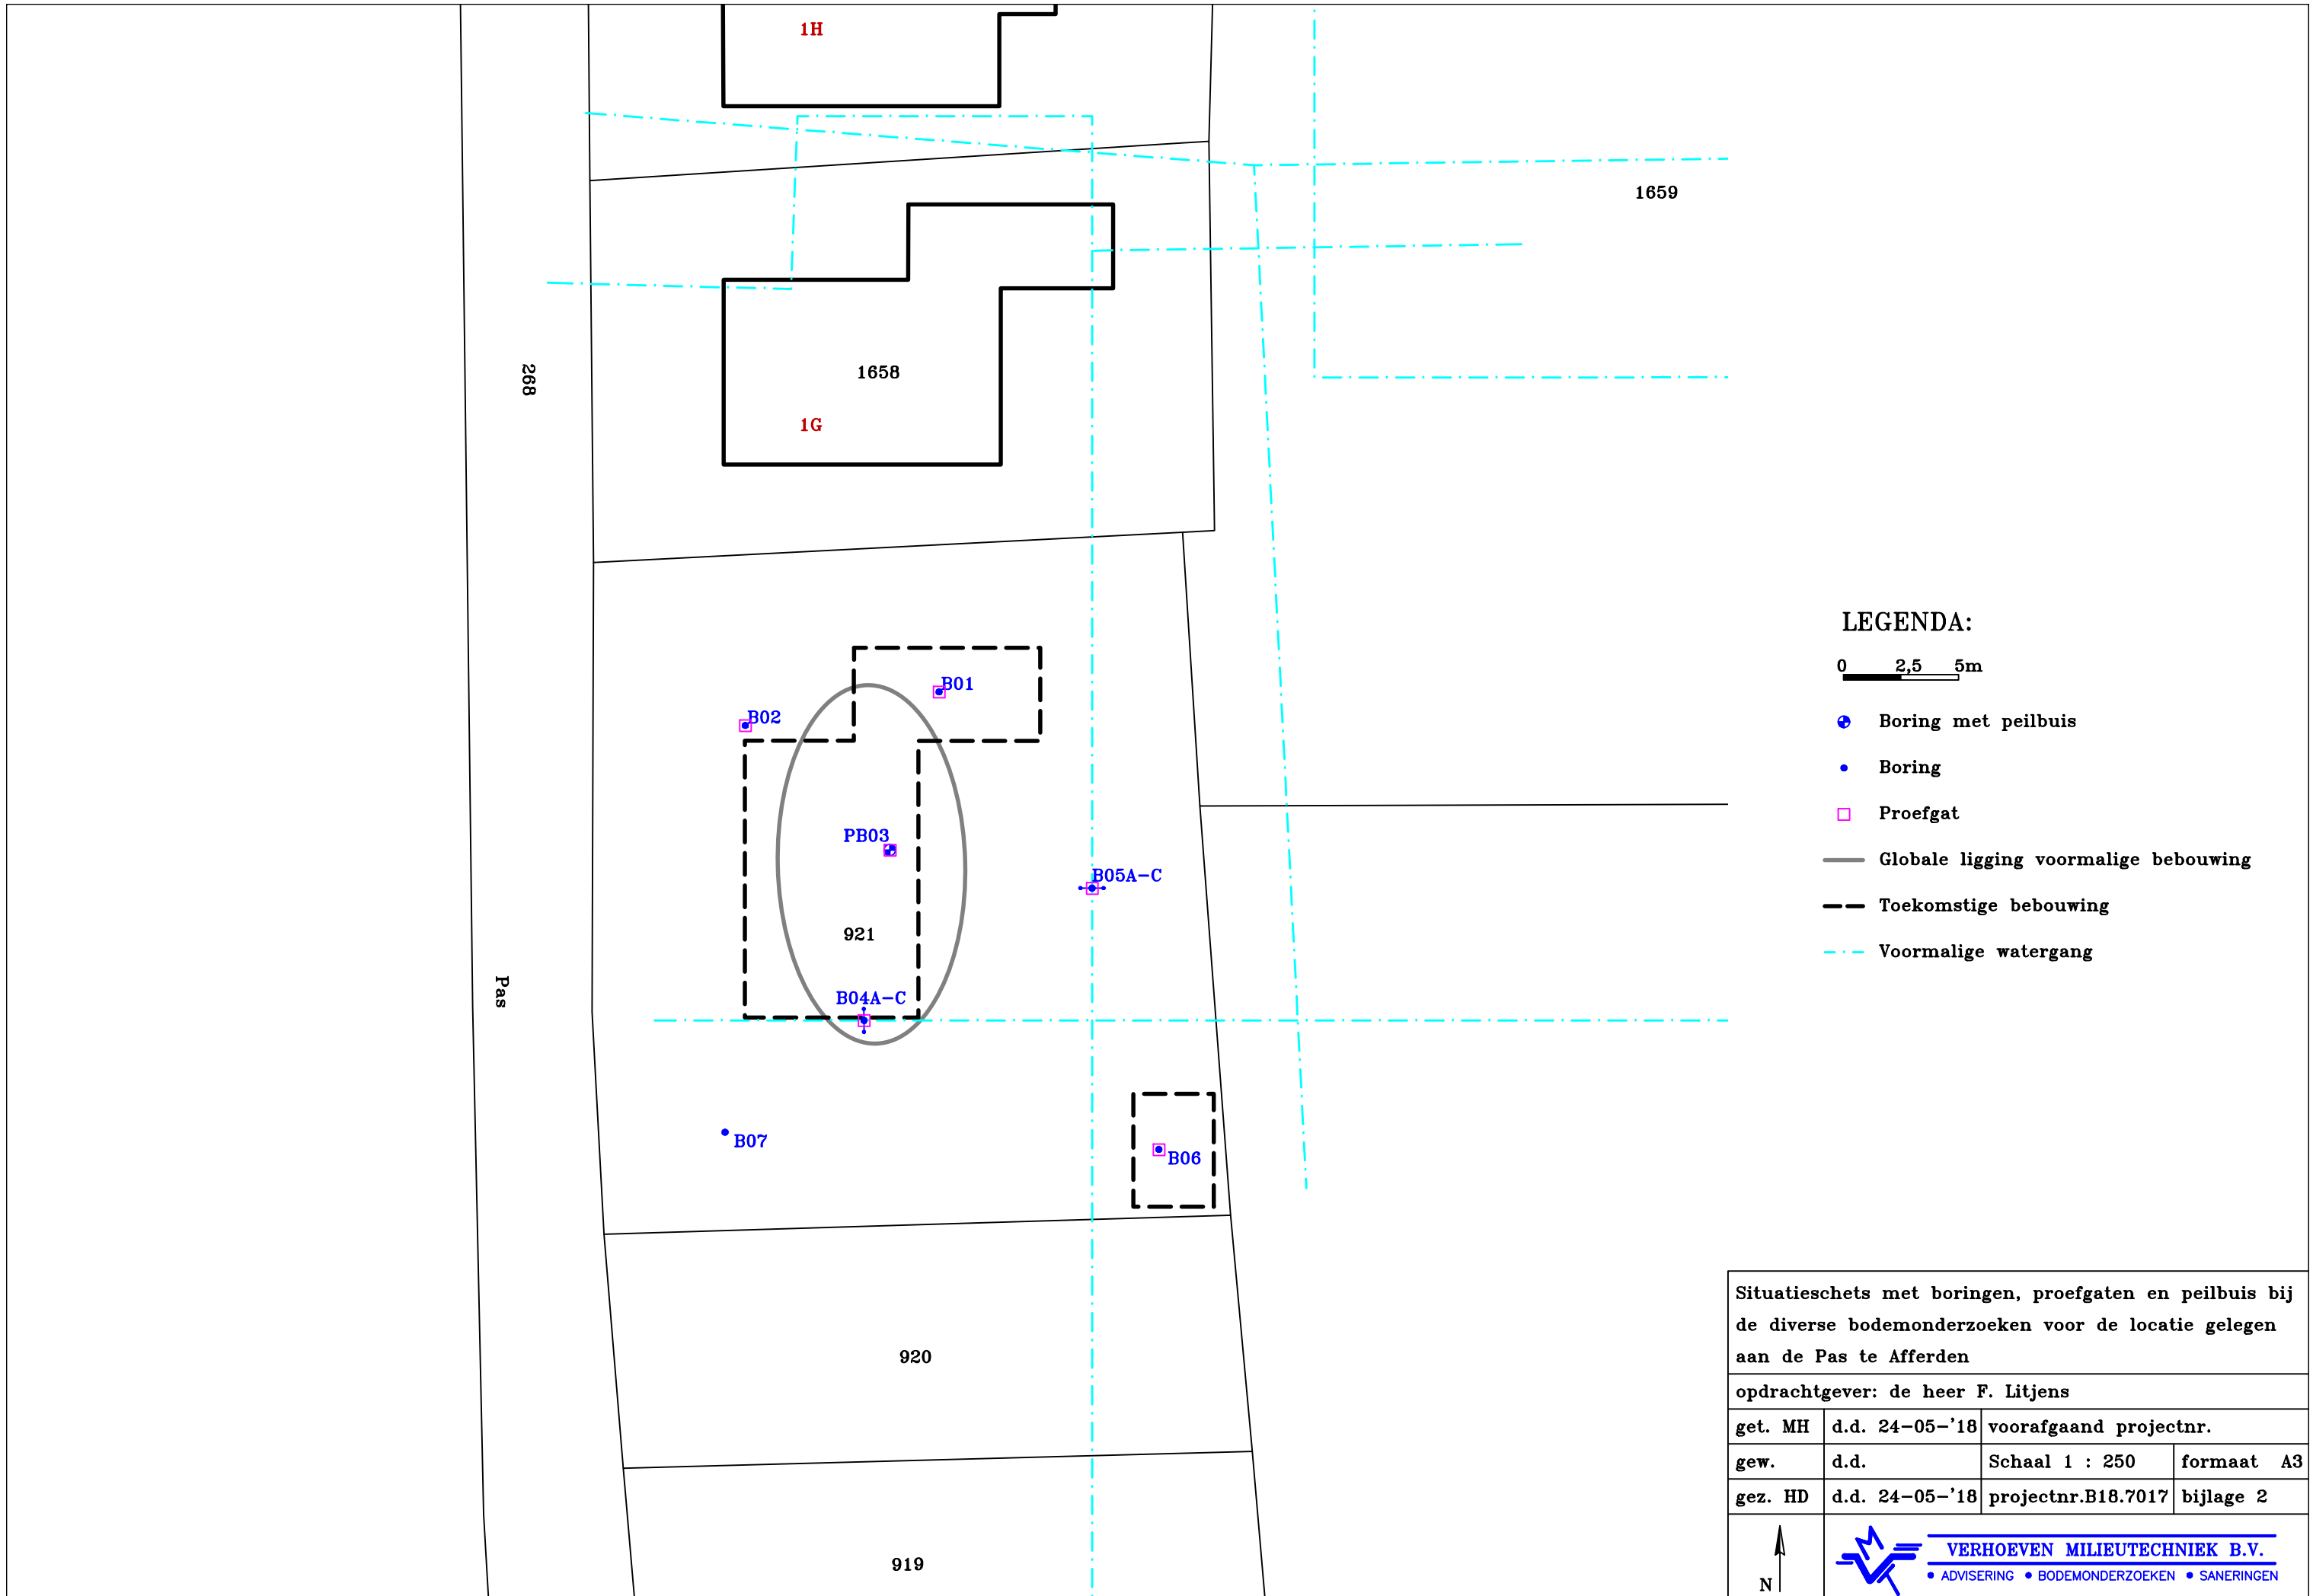 1H
1659
268
1658
1G
B01
B02
PB03
B05A-C
921
B04A-C
Pas
B07
B06
920
919
LEGENDA:
0 2,5 5m
Boring met peilbuis
Boring
Proefgat
Globale ligging voormalige bebouwing
Toekomstige bebouwing
Voormalige watergang
Situatieschets met boringen, proefgaten en peilbuis bij
de diverse bodemonderzoeken voor de locatie gelegen
aan de Pas te Afferden
opdrachtgever: de heer F. Litjens
get. MH d.d. 24-05-'18 voorafgaand projectnr.
gew. d.d. Schaal 1 : 250 formaat A3
gez. HD d.d. 24-05-'18 projectnr.B18.7017 bijlage 2
N
VERHOEVEN MILIEUTECHNIEK B.V.
• ADVISERING • BODEMONDERZOEKEN • SANERINGEN